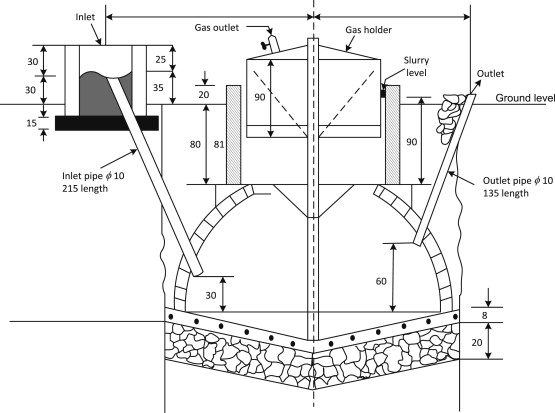 Inlet
Gas outlet
Gas holder
30
25
Slurry
level
Outlet
30
35
20
90
Ground level
15
80
81
90
Inlet pipe ϕ 10
215 length
Outlet pipe ϕ 10
135 length
30
60
8
20